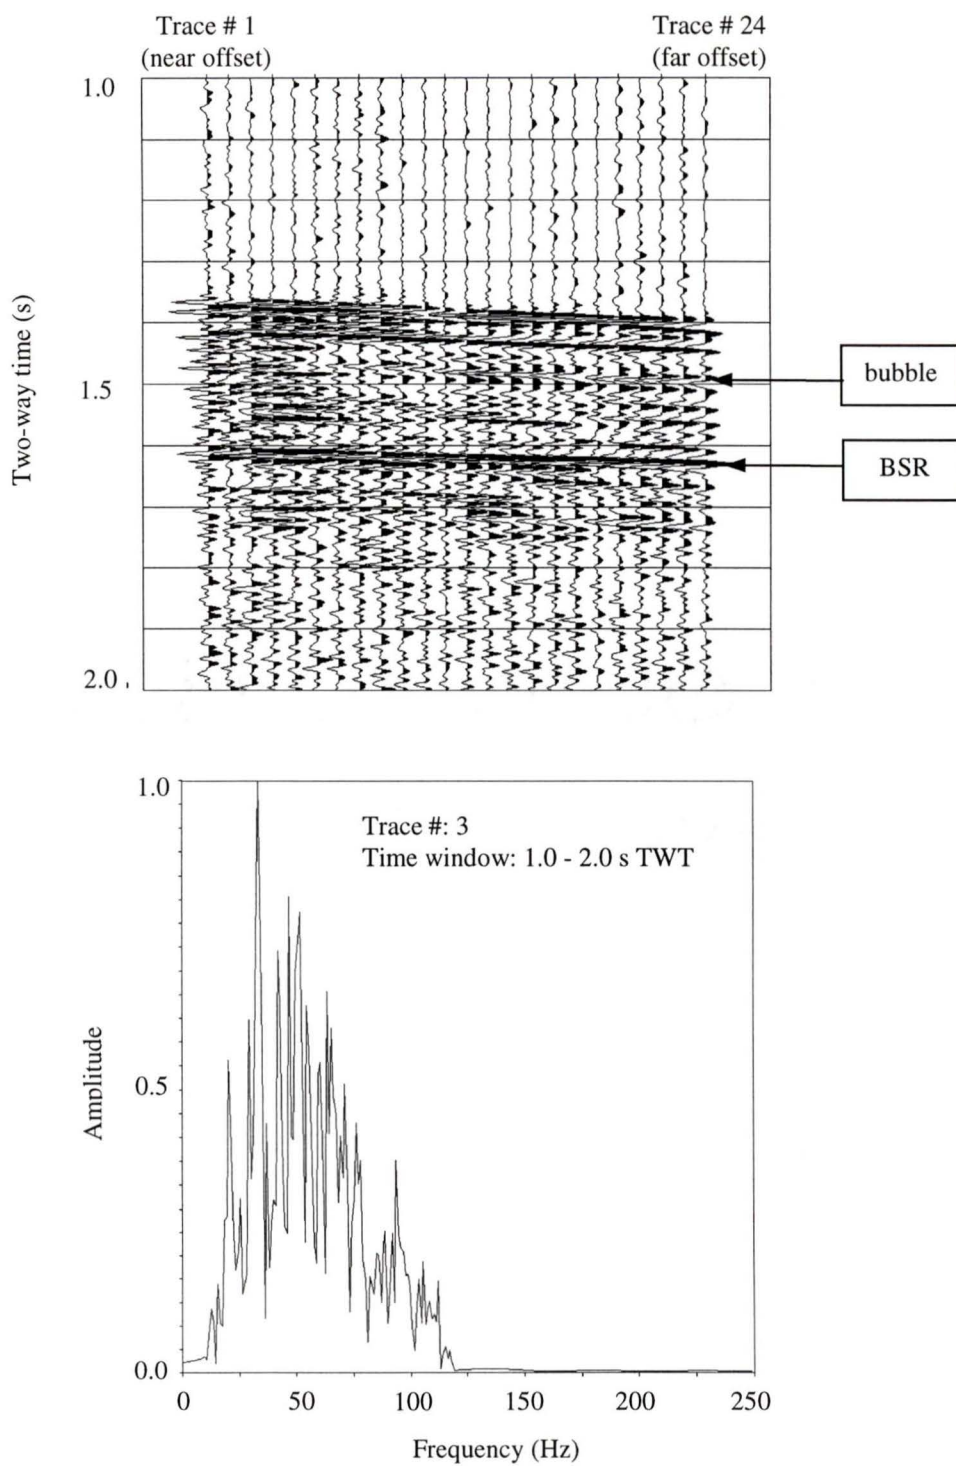 Trace # 1
(near offset)
Trace # 24
(far offset)
1.0
1.5
2.0
Two-way time (s)
bubble
BSR
1.0
0.5
0.0
Amplitude
Trace #: 3
Time window: 1.0 - 2.0 s TWT
0
50
100
150
200
250
Frequency (Hz)